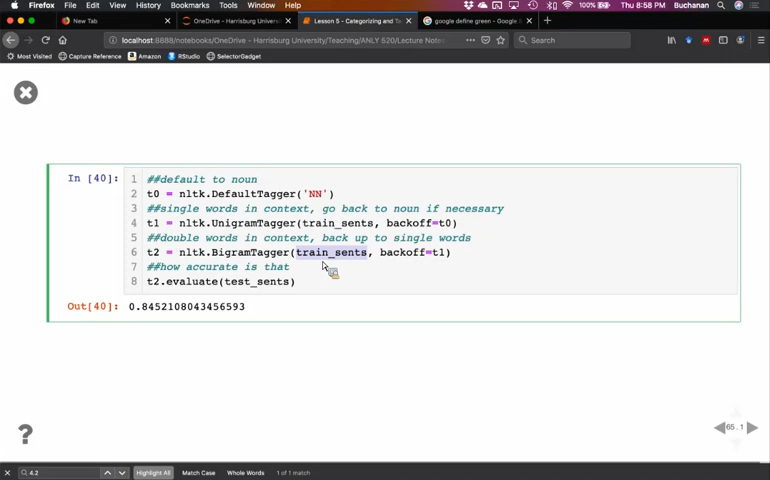 Firefox File Edit View History Bookmarks Tools Window Help 100% Thu 8:58 PM Buchanan
New Tab OneDrive - Harrisburg Universi Lesson 5 - Categorizing and Ta google define green - Google S
localhost:8888/notebooks/OneDrive - Harrisburg University/Teaching/ANLY 520/Lecture Note Search
Most Visited Capture Reference Amazon RStudio SelectorGadget
In [40]:
1 ##default to noun
2 t0 = nltk.DefaultTagger('NN')
3 ##single words in context, go back to noun if necessary
4 t1 = nltk.UnigramTagger(train_sents, backoff=t0)
5 ##double words in context, back up to single words
6 t2 = nltk.BigramTagger(train_sents, backoff=t1)
7 ##how accurate is that
8 t2.evaluate(test_sents)
Out[40]: 0.8452108043456593
?
65.1
4.2 Highlight All Match Case Whole Words 1 of 1 match